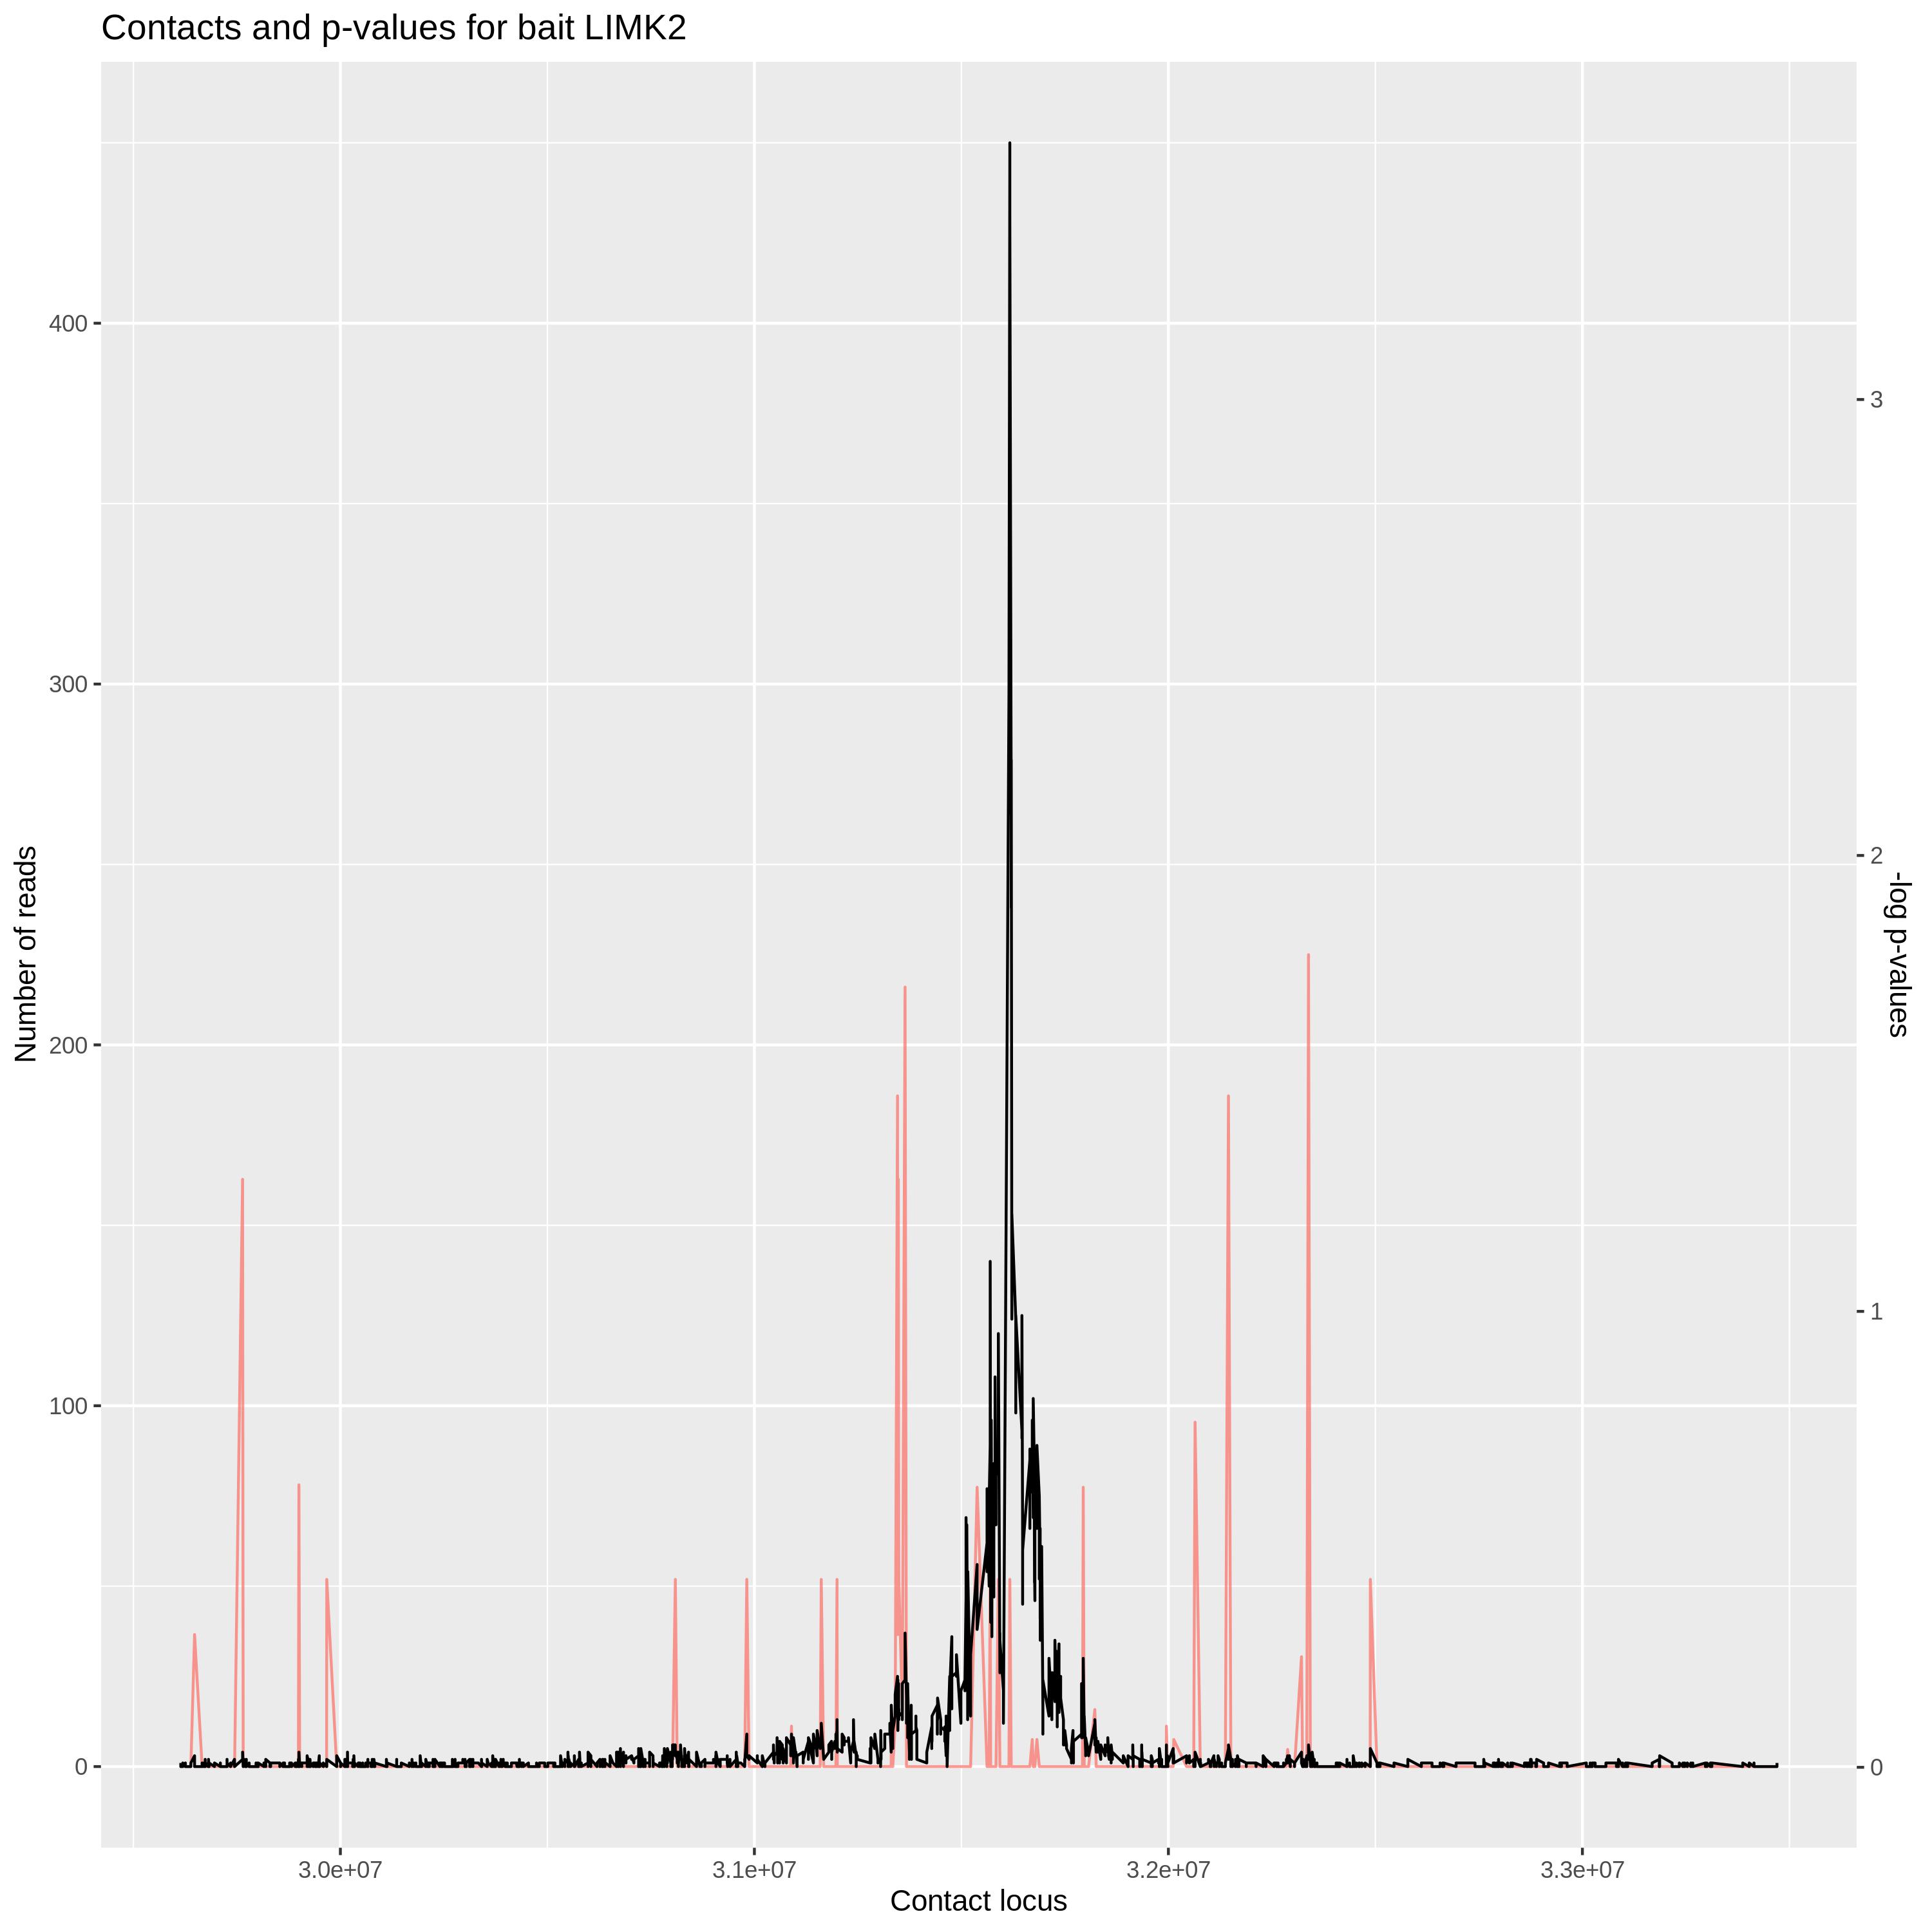 Contacts and p-values for bait LIMK2
Number of reads
400
300
200
100
0
3
2
1
0
-log p-values
3.0e+07
3.1e+07
3.2e+07
3.3e+07
Contact locus